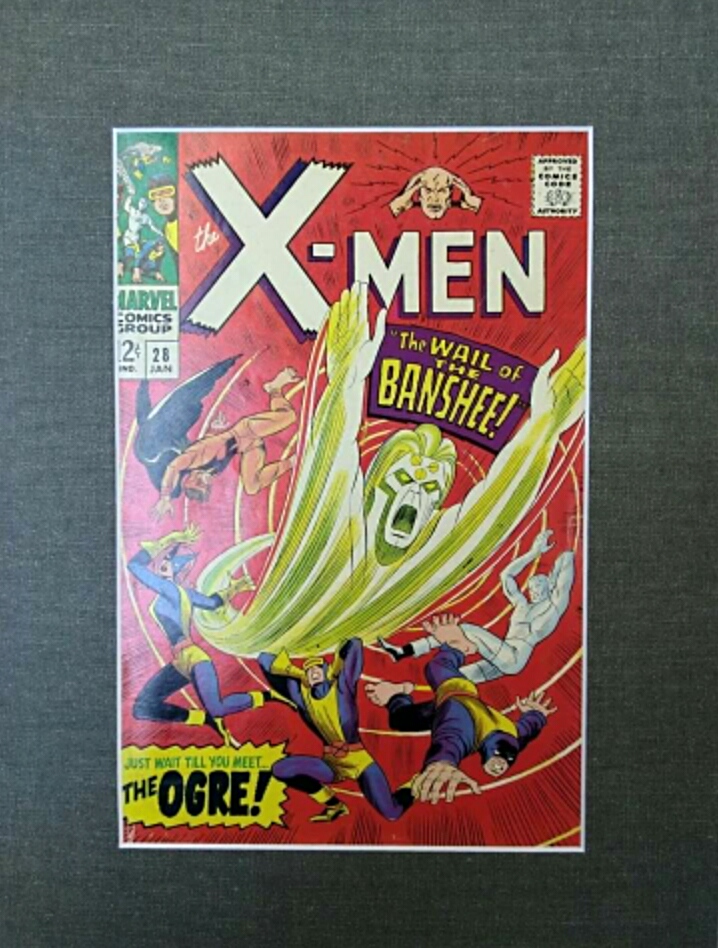 APPROVED
BY THE
COMICS
CODE
AUTHORITY
the
X-MEN
MARVEL
COMICS
GROUP
12¢ 28
IND. JAN
"The WAIL of
THE
BANSHEE!"
JUST WAIT TILL YOU MEET...
THE OGRE!